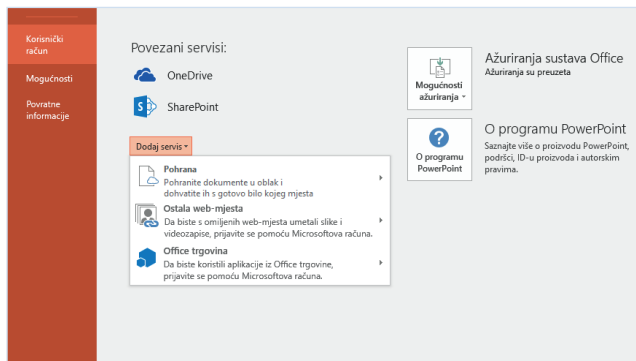 Korisnički
račun
Mogućnosti
Povratne
informacije
Povezani servisi:
OneDrive
SharePoint
Dodaj servis
Pohrana
Pohranite dokumente u oblak i
dohvatite ih s gotovo bilo kojeg mjesta
Ostala web-mjesta
Da biste s omiljenih web-mjesta umetali slike i
videozapise, prijavite se pomoću Microsoftova računa.
Office trgovina
Da biste koristili aplikacije iz Office trgovine,
prijavite se pomoću Microsoftova računa.
Mogućnosti
ažuriranja
Ažuriranja sustava Office
Ažuriranja su preuzeta
O programu
PowerPoint
O programu PowerPoint
Saznajte više o proizvodu PowerPoint,
podršci, ID-u proizvoda i autorskim
pravima.